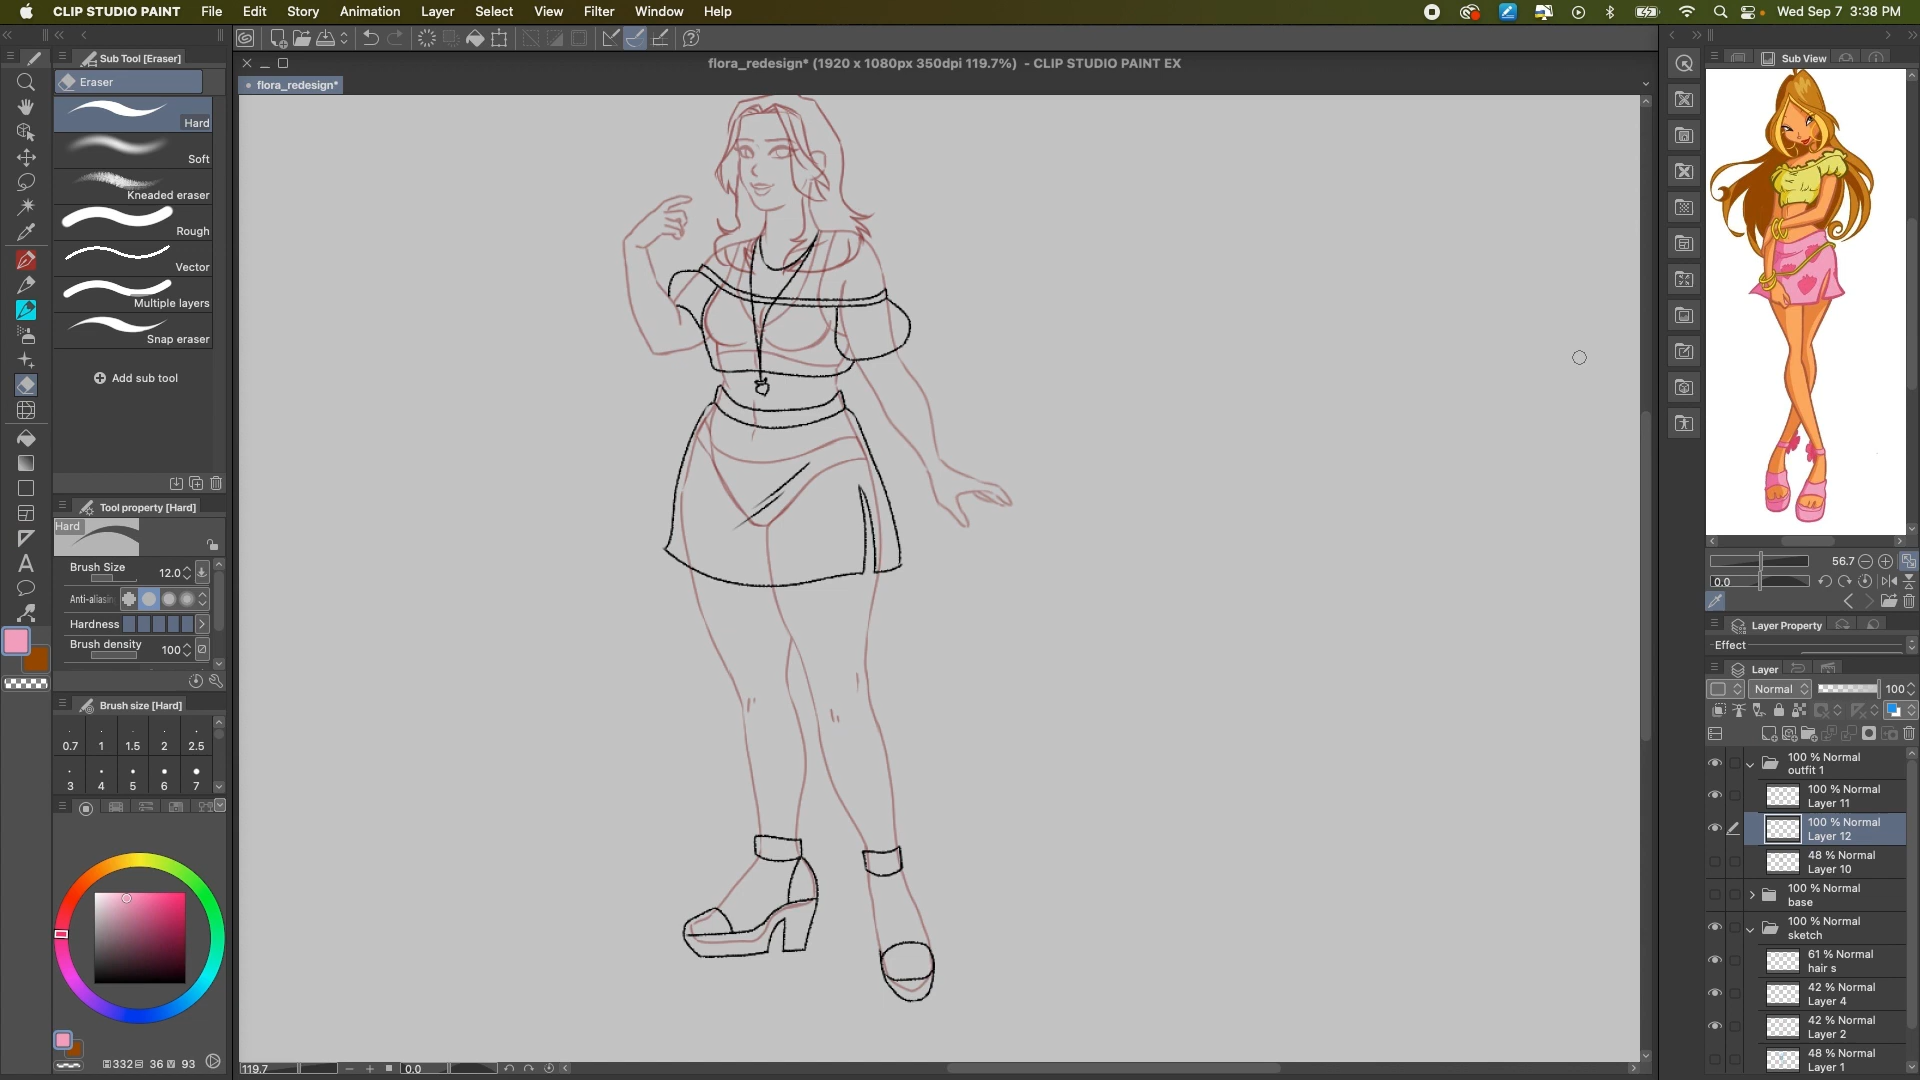 CLIP STUDIO PAINT File Edit Story Animation Layer Select View Filter Window Help Wed Sep 7 3:38 PM
flora_redesign* (1920 x 1080px 350dpi 119.7%) - CLIP STUDIO PAINT EX
flora_redesign*
Sub Tool [Eraser]
Eraser
Hard
Soft
Kneaded eraser
Rough
Vector
Multiple layers
Snap eraser
Add sub tool
Tool property [Hard]
Hard
Brush Size 12.0
Anti-aliasin
Hardness
Brush density 100
Brush size [Hard]
0.7 1 1.5 2 2.5
3 4 5 6 7
332 36 93
119.7 0.0
Sub View
56.7
0.0
Layer Property
Effect
Layer
Normal 100
100 % Normal
outfit 1
100 % Normal
Layer 11
100 % Normal
Layer 12
48 % Normal
Layer 10
100 % Normal
base
100 % Normal
sketch
61 % Normal
hair s
42 % Normal
Layer 4
42 % Normal
Layer 2
48 % Normal
Layer 1